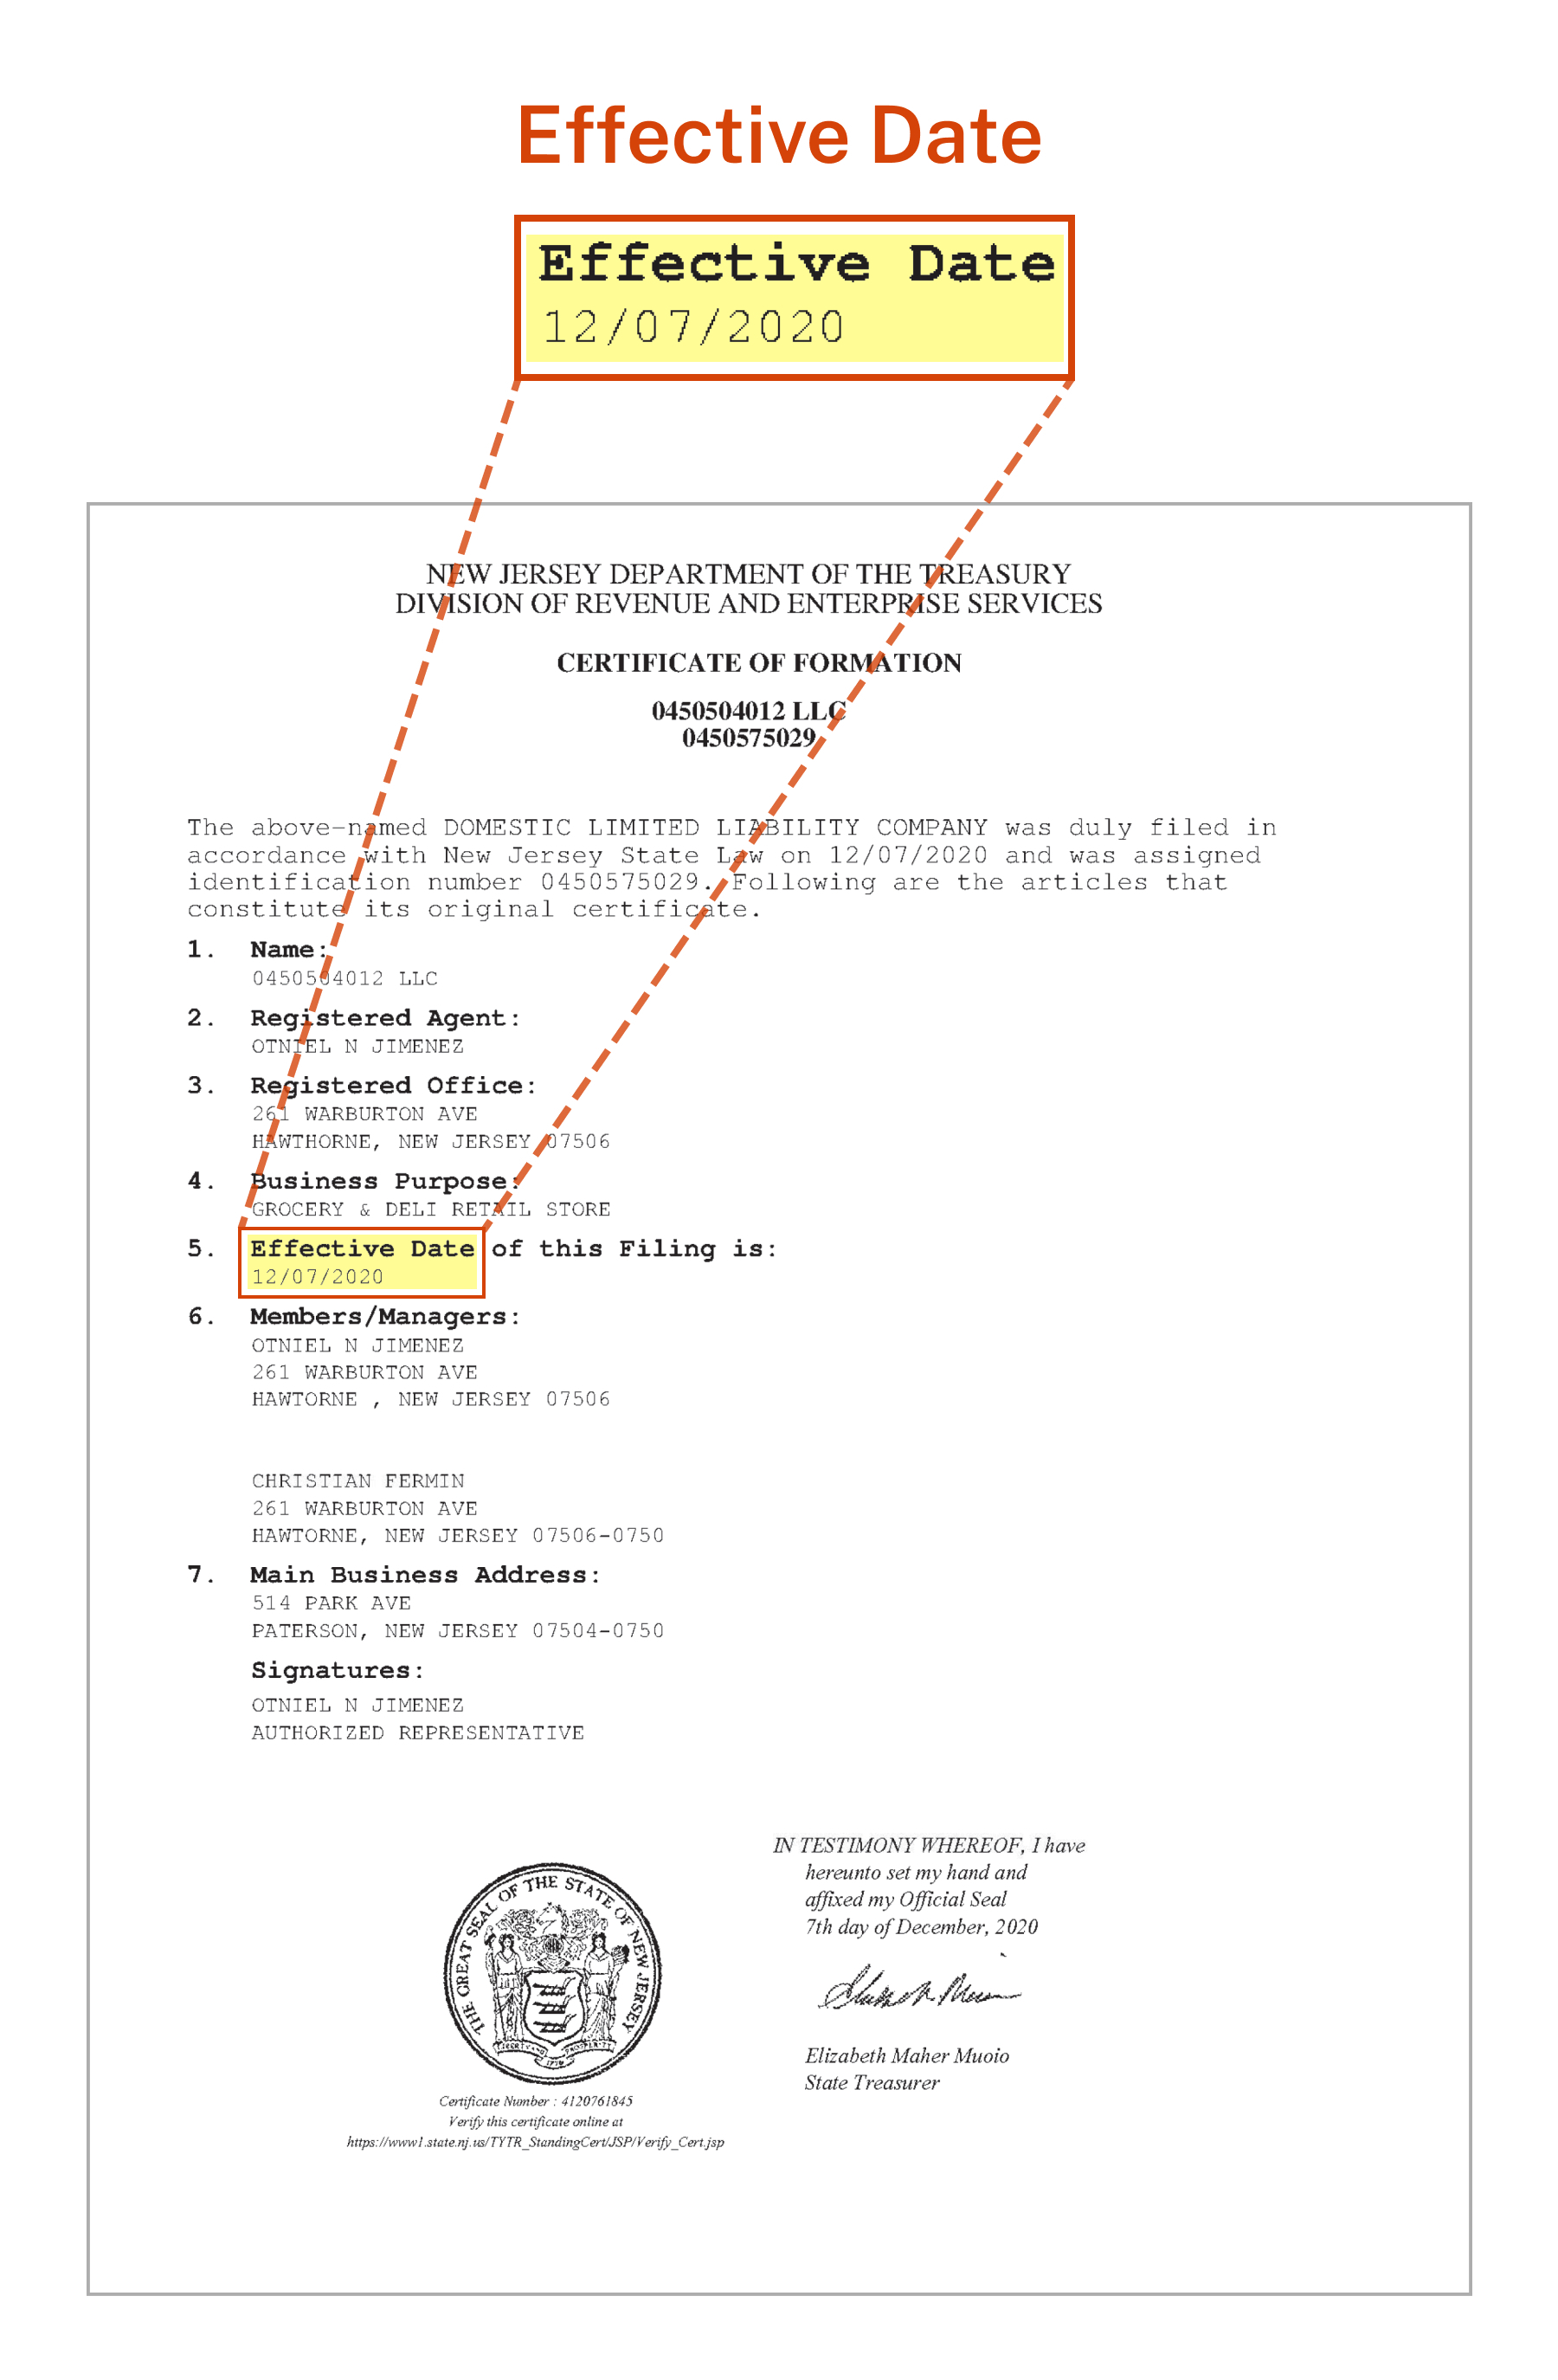 Effective Date
Effective Date
12/07/2020
NEW JERSEY DEPARTMENT OF THE TREASURY
DIVISION OF REVENUE AND ENTERPRISE SERVICES
CERTIFICATE OF FORMATION
0450504012 LLC
0450575029
The above-named DOMESTIC LIMITED LIABILITY COMPANY was duly filed in
accordance with New Jersey State Law on 12/07/2020 and was assigned
identification number 0450575029. Following are the articles that
constitute its original certificate.
1. Name:
0450504012 LLC
2. Registered Agent:
OTNIEL N JIMENEZ
3. Registered Office:
261 WARBURTON AVE
HAWTHORNE, NEW JERSEY 07506
4. Business Purpose:
GROCERY & DELI RETAIL STORE
5. Effective Date of this Filing is:
12/07/2020
6. Members/Managers:
OTNIEL N JIMENEZ
261 WARBURTON AVE
HAWTORNE , NEW JERSEY 07506
CHRISTIAN FERMIN
261 WARBURTON AVE
HAWTORNE, NEW JERSEY 07506-0750
7. Main Business Address:
514 PARK AVE
PATERSON, NEW JERSEY 07504-0750
Signatures:
OTNIEL N JIMENEZ
AUTHORIZED REPRESENTATIVE
IN TESTIMONY WHEREOF, I have
hereunto set my hand and
affixed my Official Seal
7th day of December, 2020
Elizabeth Maher Muoio
State Treasurer
THE GREAT SEAL OF THE STATE OF NEW JERSEY
LIBERTY AND PROSPERITY
1776
Certificate Number : 4120761845
Verify this certificate online at
https://www1.state.nj.us/TYTR_StandingCert/JSP/Verify_Cert.jsp